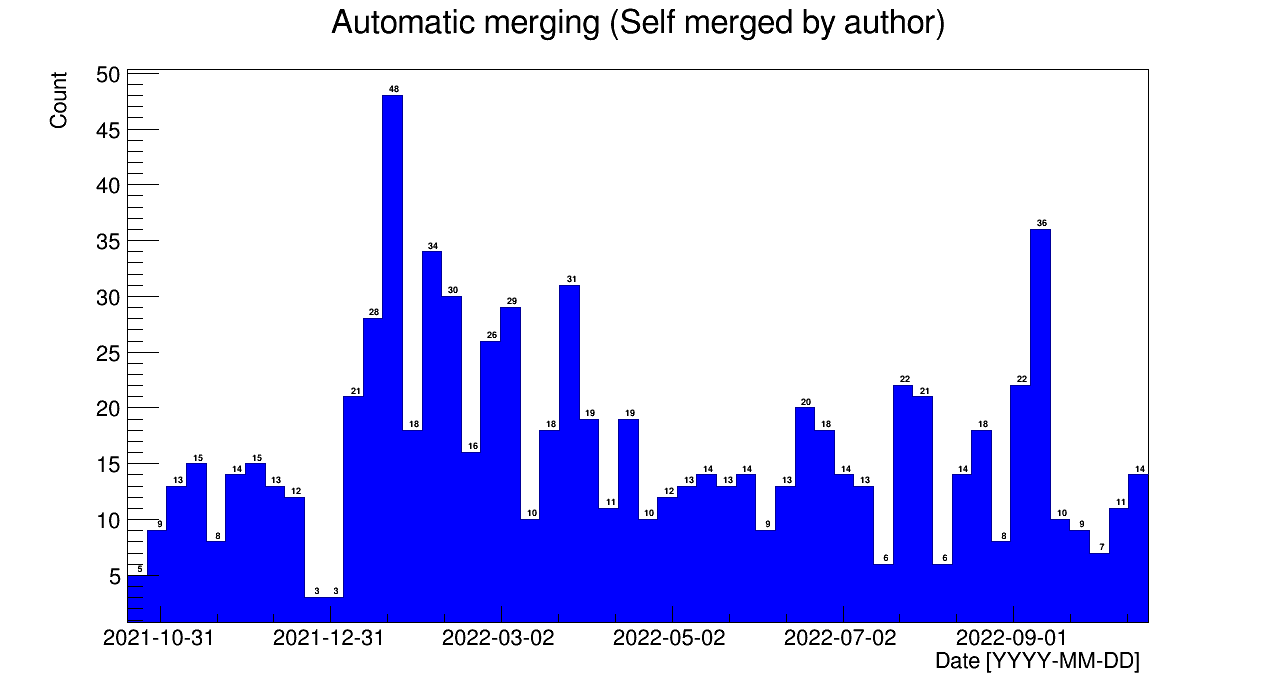 Automatic merging (Self merged by author)
Count
50
45
40
35
30
25
20
15
10
5
5 9 13 15 8 14 15 13 12 3 3 21 28 48 18 34 30 16 26 29 10 18 31 19 11 19 10 12 13 14 13 14 9 13 20 18 14 13 6 22 21 6 14 18 8 22 36 10 9 7 11 14
2021-10-31 2021-12-31 2022-03-02 2022-05-02 2022-07-02 2022-09-01
Date [YYYY-MM-DD]